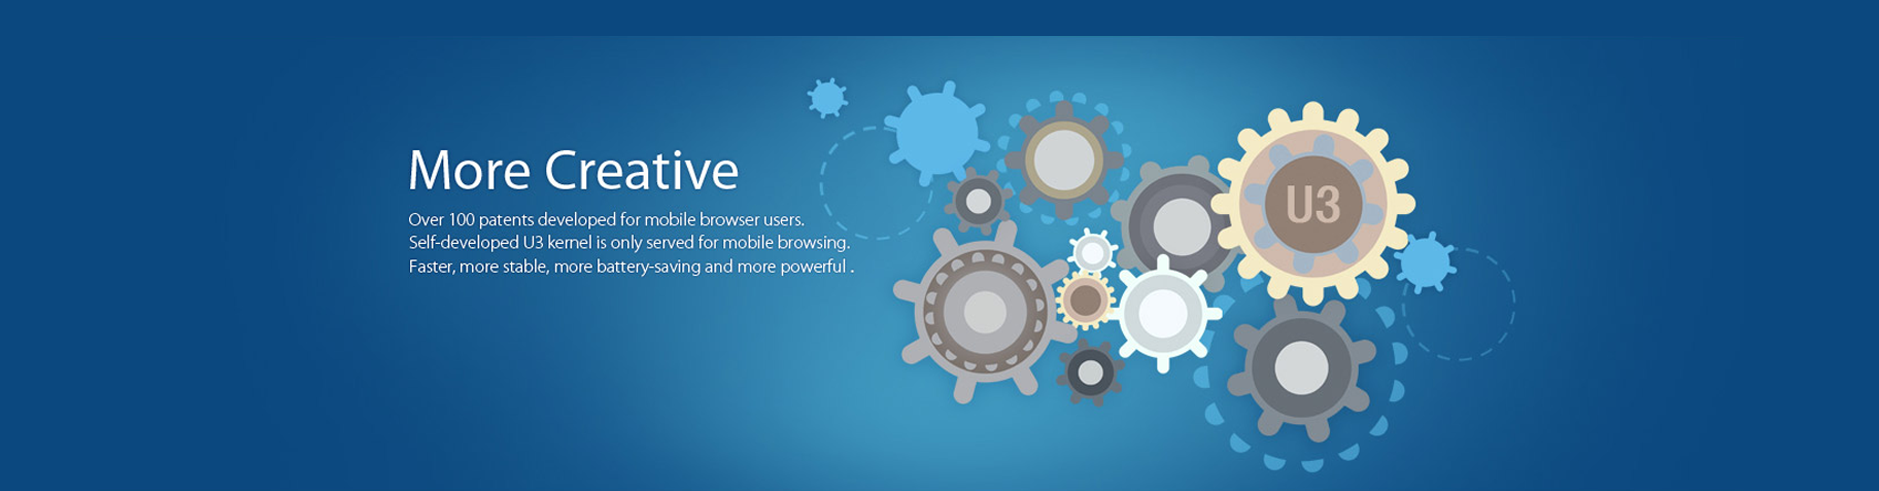 More Creative
Over 100 patents developed for mobile browser users.
Self-developed U3 kernel is only served for mobile browsing.
Faster, more stable, more battery-saving and more powerful .
U3